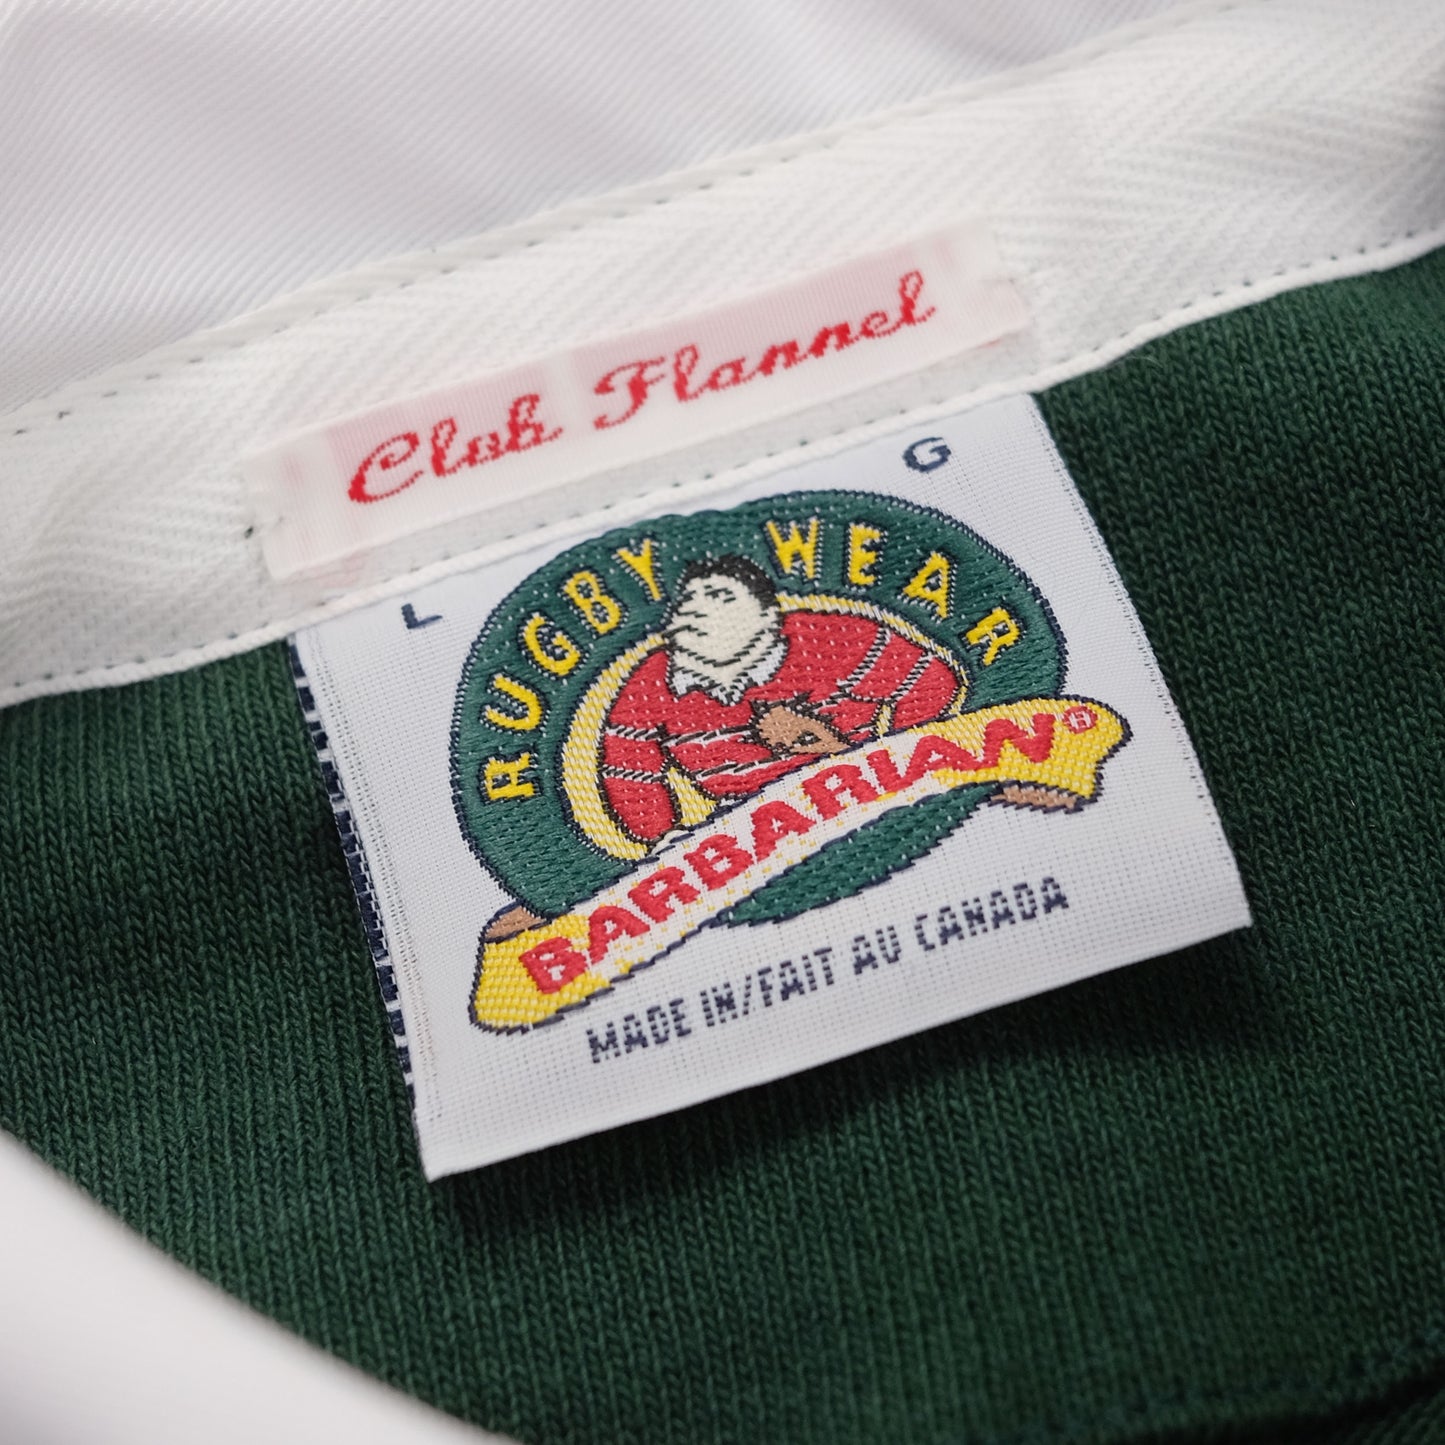 Club Flannel
L G
RUGBY WEAR
BARBARIAN®
MADE IN/FAIT AU CANADA